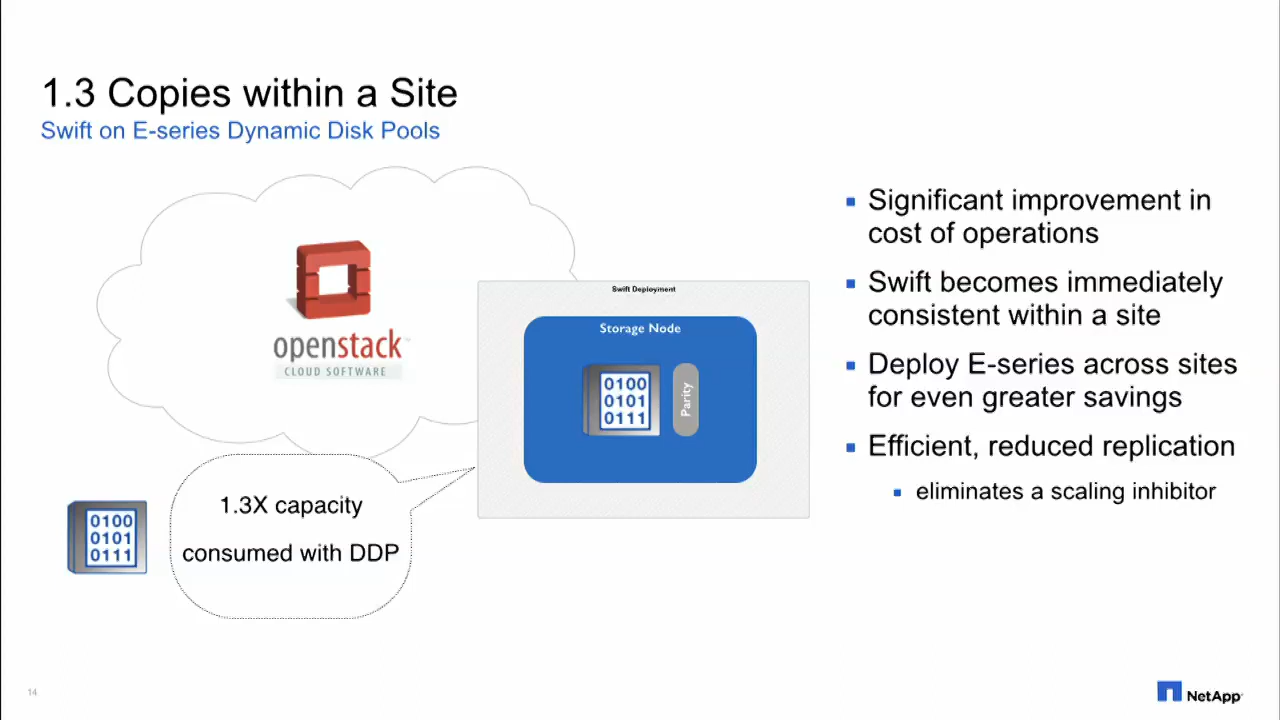 1.3 Copies within a Site
Swift on E-series Dynamic Disk Pools
openstack
CLOUD SOFTWARE
Swift Deployment
Storage Node
0100
0101
0111
Parity
0100
0101
0111
1.3X capacity
consumed with DDP
▪ Significant improvement in
cost of operations
▪ Swift becomes immediately
consistent within a site
▪ Deploy E-series across sites
for even greater savings
▪ Efficient, reduced replication
▪ eliminates a scaling inhibitor
14
NetApp